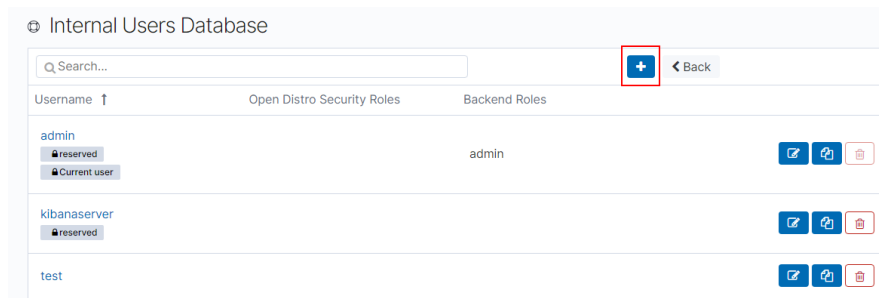 Internal Users Database
Search...
+ Back
Username Open Distro Security Roles Backend Roles
admin
reserved
Current user
admin
kibanaserver
reserved
test